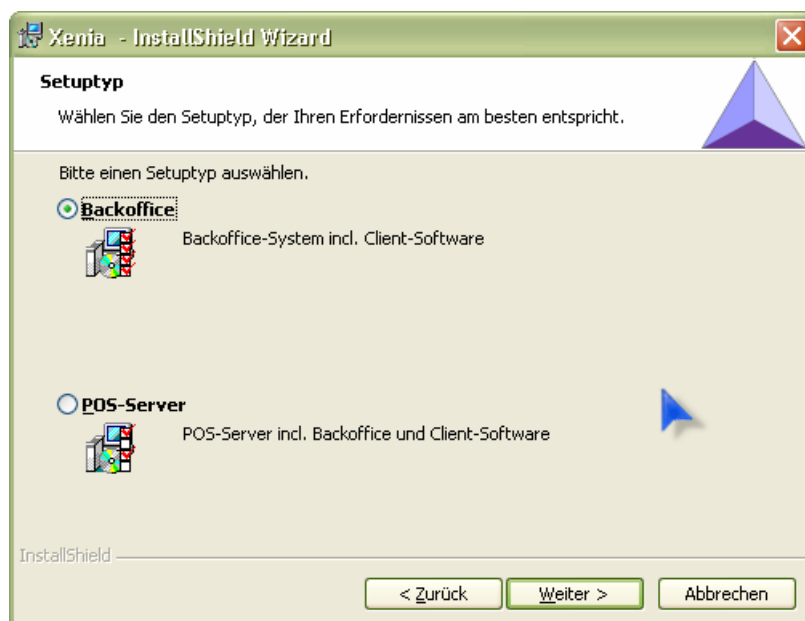 Xenia - InstallShield Wizard
Setuptyp
Wählen Sie den Setuptyp, der Ihren Erfordernissen am besten entspricht.
Bitte einen Setuptyp auswählen.
Backoffice
Backoffice-System incl. Client-Software
POS-Server
POS-Server incl. Backoffice und Client-Software
InstallShield
< Zurück
Weiter >
Abbrechen